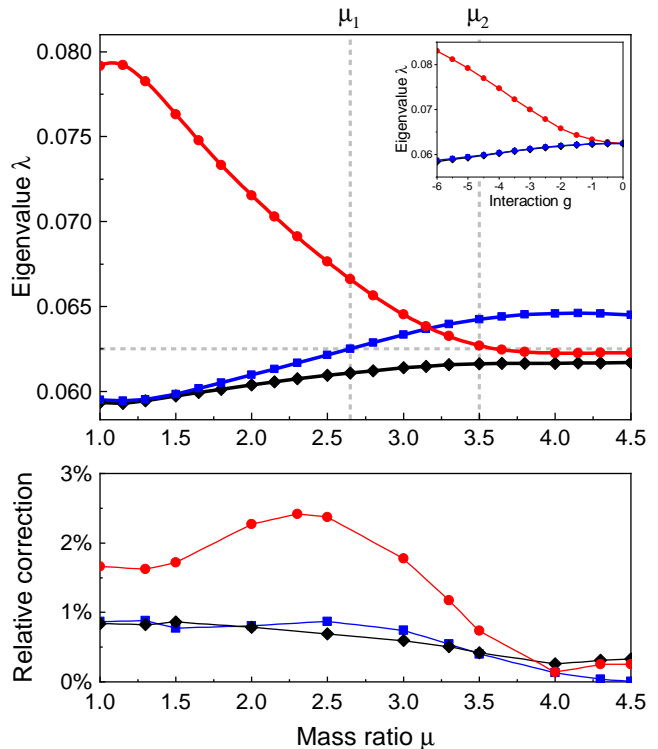 μ1 μ2
0.080
0.075
0.070
0.065
0.060
Eigenvalue λ
1.0 1.5 2.0 2.5 3.0 3.5 4.0 4.5
0.08
0.07
0.06
Eigenvalue λ
-6 -5 -4 -3 -2 -1 0
Interaction g
3%
2%
1%
0%
Relative correction
1.0 1.5 2.0 2.5 3.0 3.5 4.0 4.5
Mass ratio μ